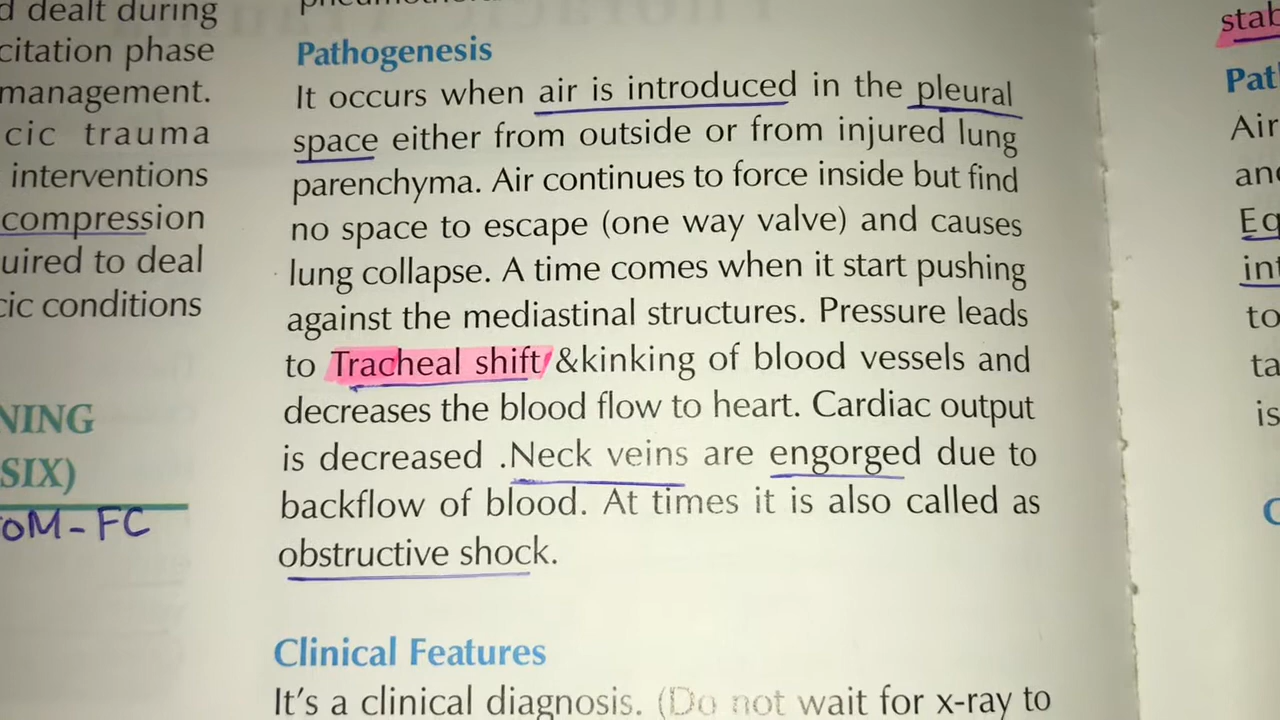 d dealt during
citation phase
management.
cic trauma
interventions
compression
uired to deal
cic conditions
NING
SIX)
OM-FC
Pathogenesis
It occurs when air is introduced in the pleural
space either from outside or from injured lung
parenchyma. Air continues to force inside but find
no space to escape (one way valve) and causes
lung collapse. A time comes when it start pushing
against the mediastinal structures. Pressure leads
to Tracheal shift &kinking of blood vessels and
decreases the blood flow to heart. Cardiac output
is decreased .Neck veins are engorged due to
backflow of blood. At times it is also called as
obstructive shock.
Clinical Features
It's a clinical diagnosis. (Do not wait for x-ray to
stab
Pat
Air
and
Eq
int
to
ta
is
C